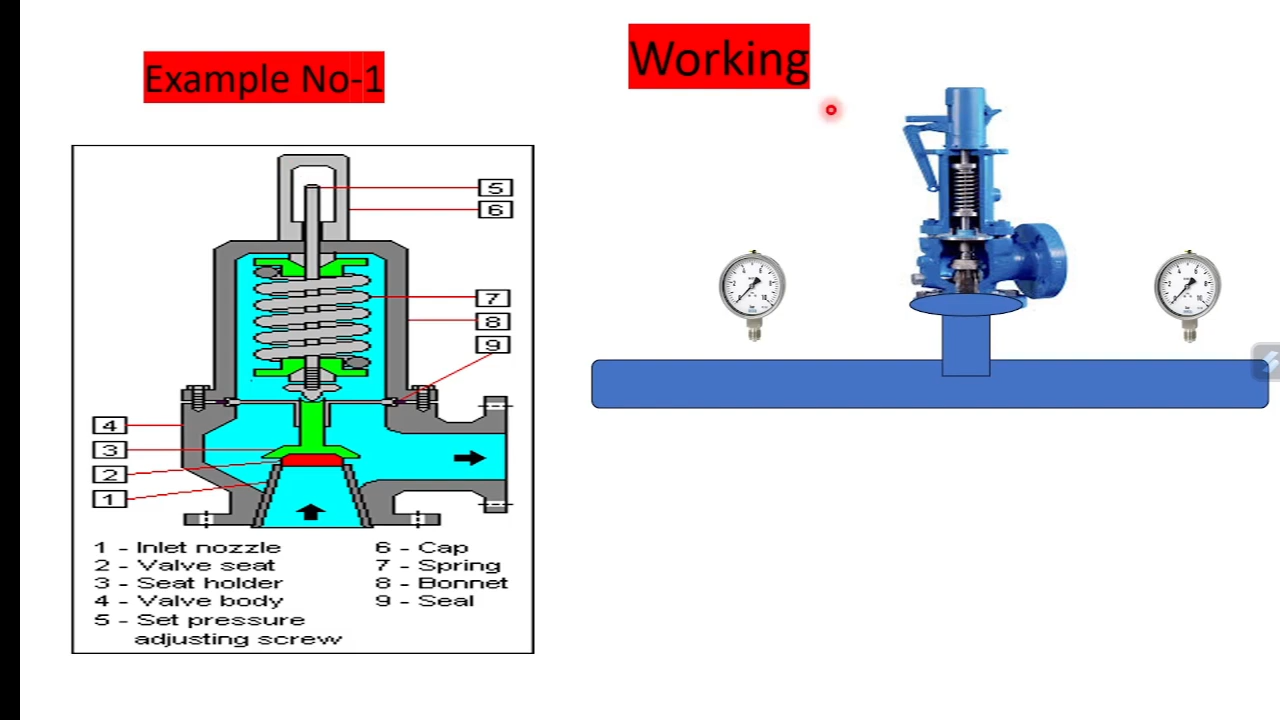 Example No-1
Working
5
6
7
8
9
4
3
2
1
1 - Inlet nozzle
2 - Valve seat
3 - Seat holder
4 - Valve body
5 - Set pressure
adjusting screw
6 - Cap
7 - Spring
8 - Bonnet
9 - Seal